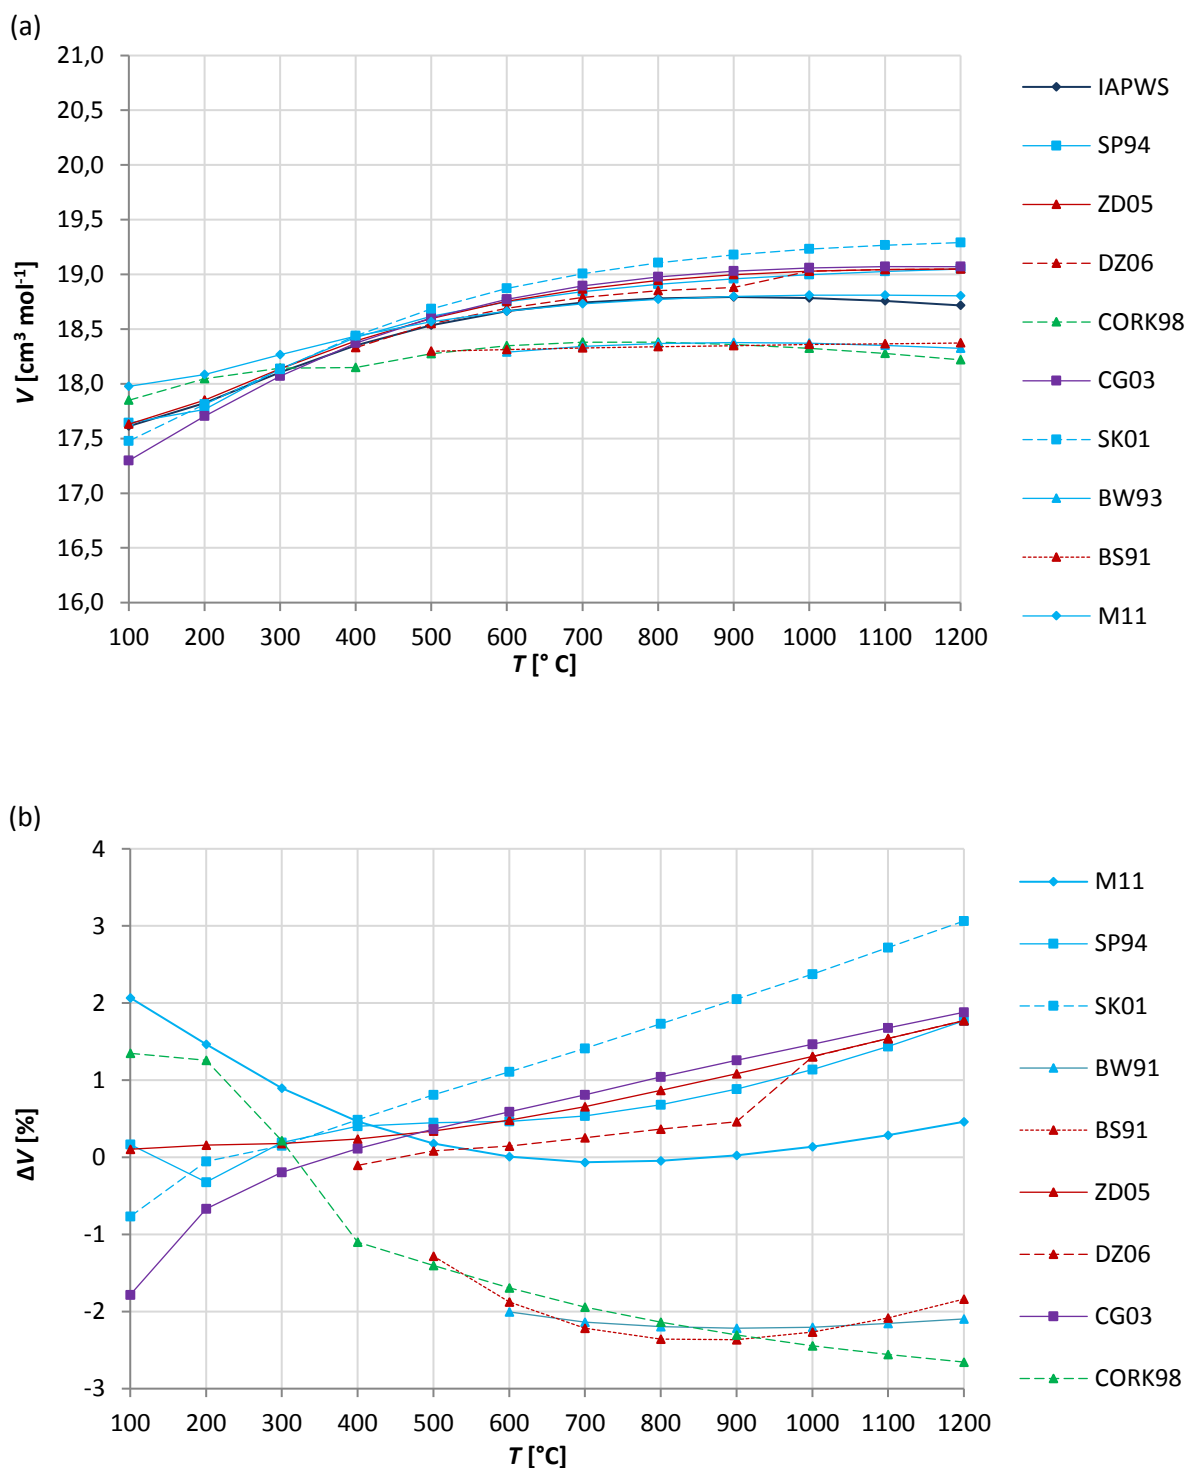 (a)
21,0
20,5
20,0
19,5
19,0
18,5
18,0
17,5
17,0
16,5
16,0
V [cm³ mol⁻¹]
100 200 300 400 500 600 700 800 900 1000 1100 1200
T [° C]
IAPWS
SP94
ZD05
DZ06
CORK98
CG03
SK01
BW93
BS91
M11
(b)
4
3
2
1
0
-1
-2
-3
ΔV [%]
100 200 300 400 500 600 700 800 900 1000 1100 1200
T [°C]
M11
SP94
SK01
BW91
BS91
ZD05
DZ06
CG03
CORK98